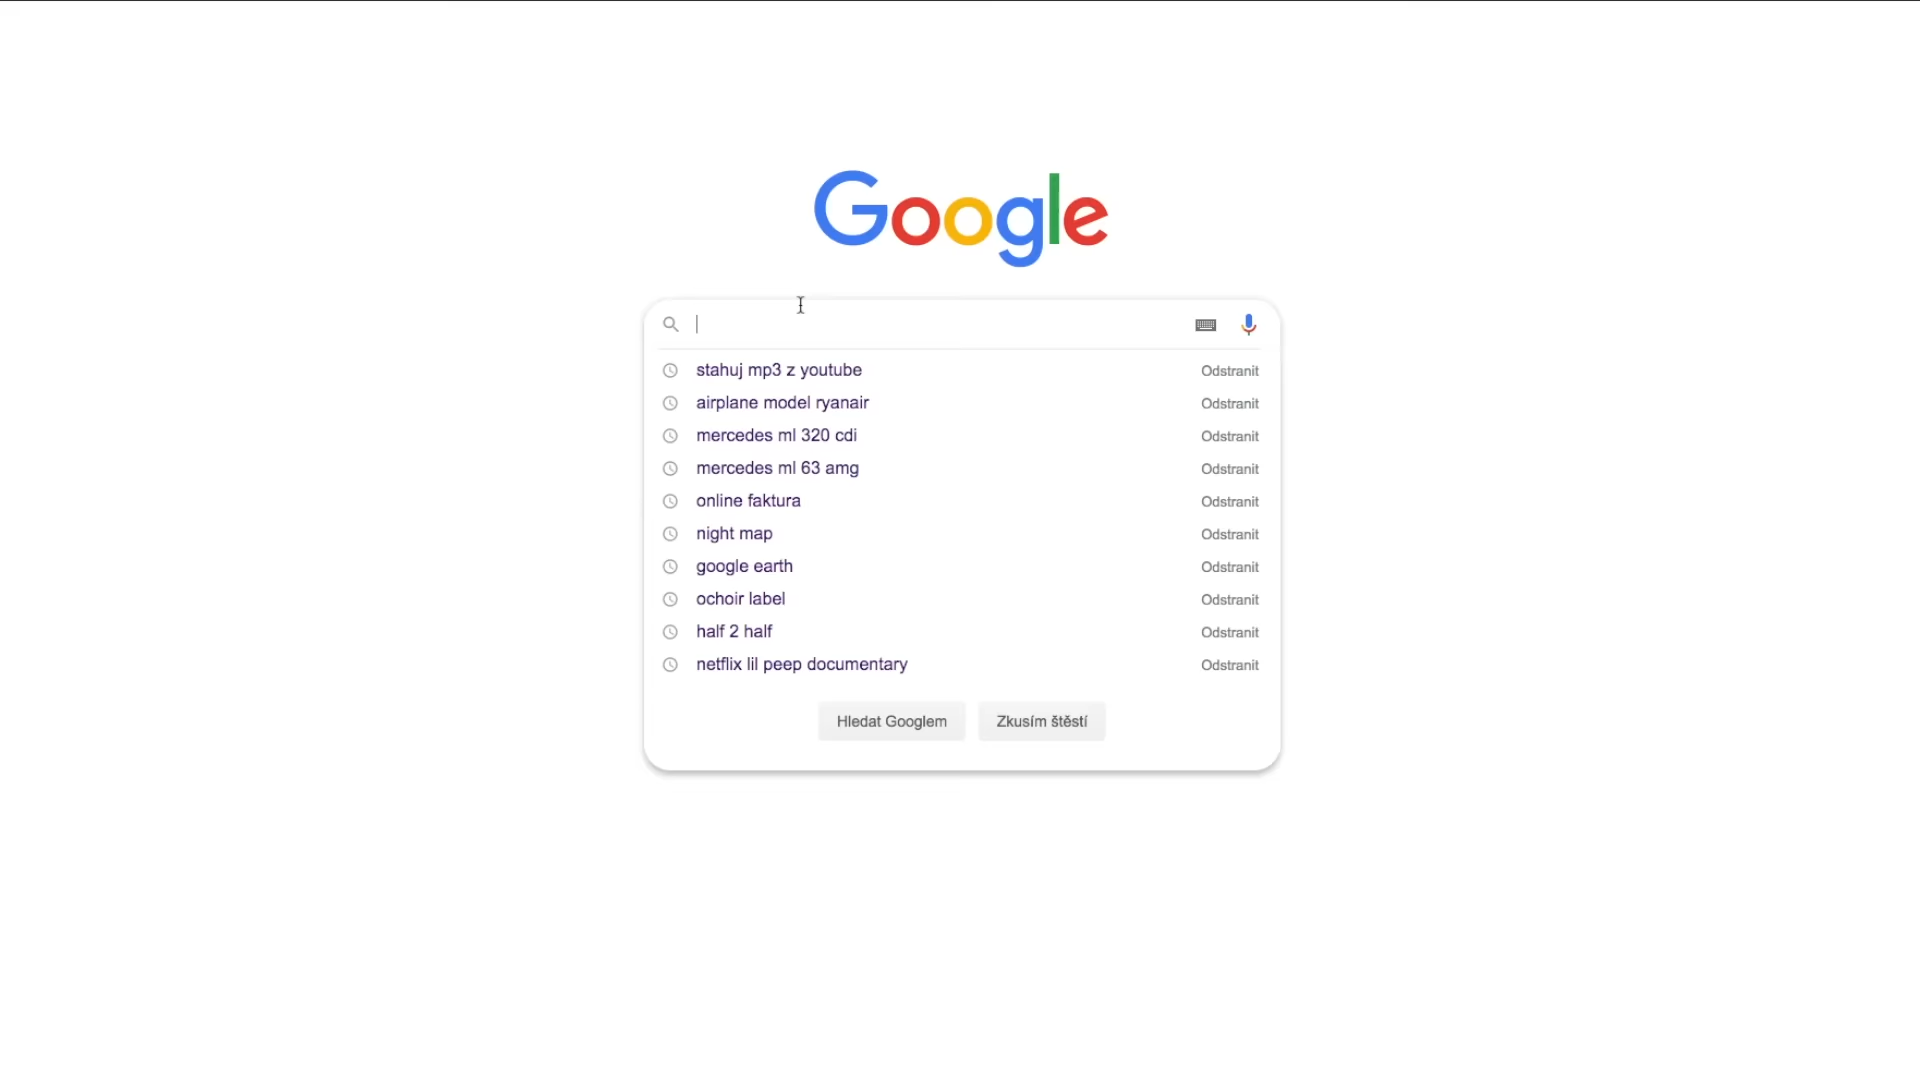 Google
stahuj mp3 z youtube Odstranit
airplane model ryanair Odstranit
mercedes ml 320 cdi Odstranit
mercedes ml 63 amg Odstranit
online faktura Odstranit
night map Odstranit
google earth Odstranit
ochoir label Odstranit
half 2 half Odstranit
netflix lil peep documentary Odstranit
Hledat Googlem Zkusím štěstí